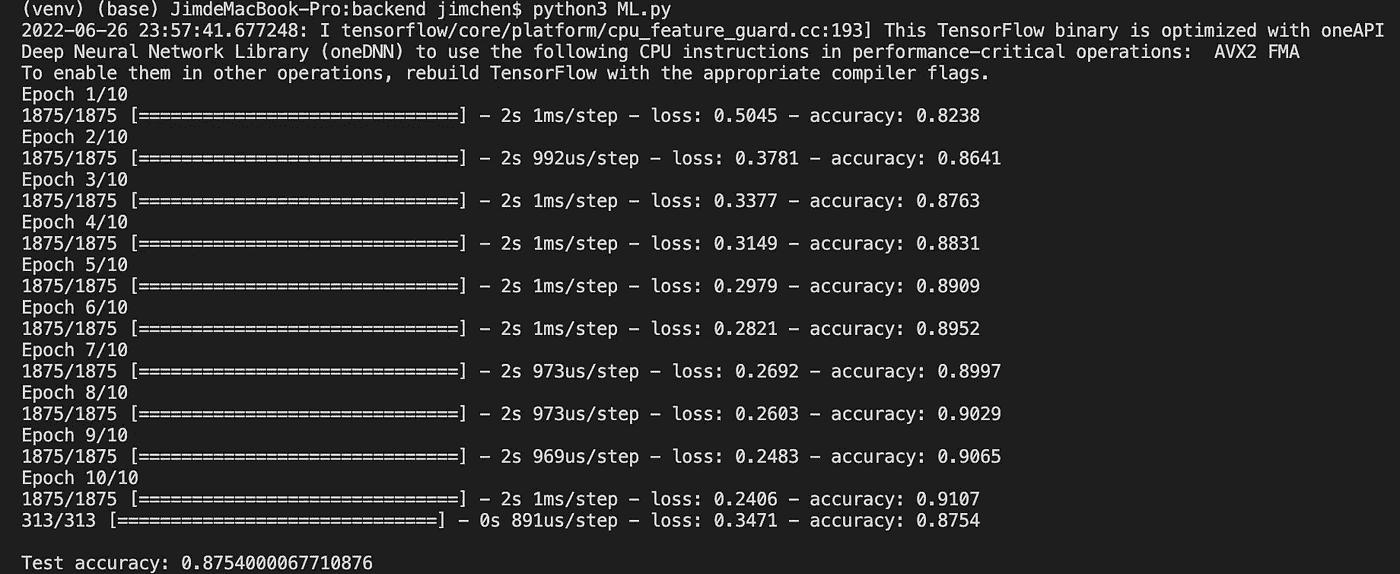 (venv) (base) JimdeMacBook-Pro:backend jimchen$ python3 ML.py
2022-06-26 23:57:41.677248: I tensorflow/core/platform/cpu_feature_guard.cc:193] This TensorFlow binary is optimized with oneAPI
Deep Neural Network Library (oneDNN) to use the following CPU instructions in performance-critical operations:  AVX2 FMA
To enable them in other operations, rebuild TensorFlow with the appropriate compiler flags.
Epoch 1/10
1875/1875 [==============================] - 2s 1ms/step - loss: 0.5045 - accuracy: 0.8238
Epoch 2/10
1875/1875 [==============================] - 2s 992us/step - loss: 0.3781 - accuracy: 0.8641
Epoch 3/10
1875/1875 [==============================] - 2s 1ms/step - loss: 0.3377 - accuracy: 0.8763
Epoch 4/10
1875/1875 [==============================] - 2s 1ms/step - loss: 0.3149 - accuracy: 0.8831
Epoch 5/10
1875/1875 [==============================] - 2s 1ms/step - loss: 0.2979 - accuracy: 0.8909
Epoch 6/10
1875/1875 [==============================] - 2s 1ms/step - loss: 0.2821 - accuracy: 0.8952
Epoch 7/10
1875/1875 [==============================] - 2s 973us/step - loss: 0.2692 - accuracy: 0.8997
Epoch 8/10
1875/1875 [==============================] - 2s 973us/step - loss: 0.2603 - accuracy: 0.9029
Epoch 9/10
1875/1875 [==============================] - 2s 969us/step - loss: 0.2483 - accuracy: 0.9065
Epoch 10/10
1875/1875 [==============================] - 2s 1ms/step - loss: 0.2406 - accuracy: 0.9107
313/313 [==============================] - 0s 891us/step - loss: 0.3471 - accuracy: 0.8754
Test accuracy: 0.8754000067710876